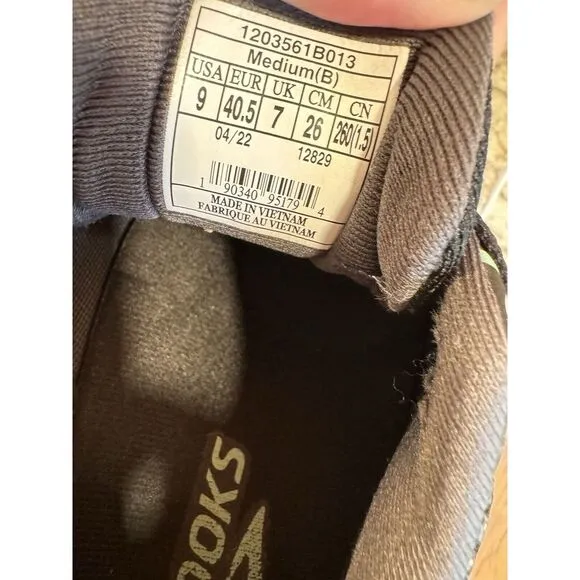 1203561B013
Medium(B)
USA EUR UK CM CN
9 40.5 7 26 260(1.5)
04/22 12829
1 90340 95179 4
MADE IN VIETNAM
FABRIQUE AU VIETNAM
OOKS